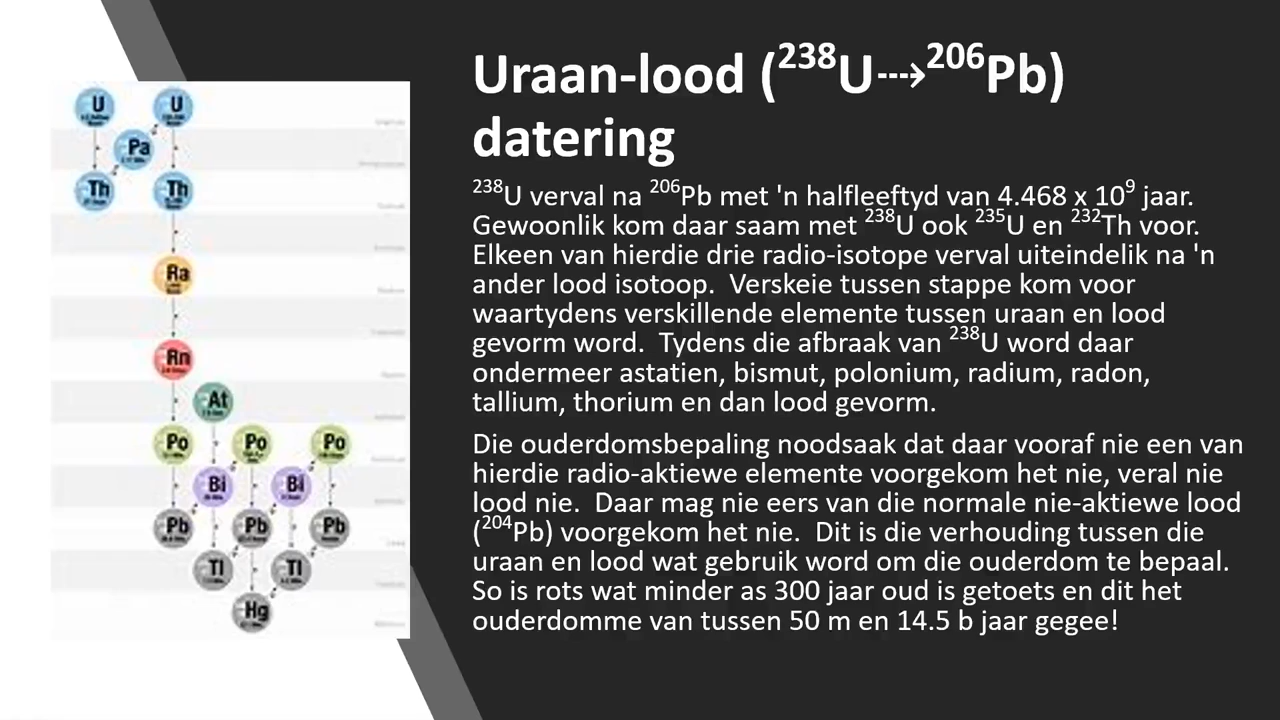 Uraan-lood (²³⁸U⤏²⁰⁶Pb)
datering
²³⁸U verval na ²⁰⁶Pb met 'n halfleeftyd van 4.468 x 10⁹ jaar.
Gewoonlik kom daar saam met ²³⁸U ook ²³⁵U en ²³²Th voor.
Elkeen van hierdie drie radio-isotope verval uiteindelik na 'n
ander lood isotoop.  Verskeie tussen stappe kom voor
waartydens verskillende elemente tussen uraan en lood
gevorm word.  Tydens die afbraak van ²³⁸U word daar
ondermeer astatien, bismut, polonium, radium, radon,
tallium, thorium en dan lood gevorm.
Die ouderdomsbepaling noodsaak dat daar vooraf nie een van
hierdie radio-aktiewe elemente voorgekom het nie, veral nie
lood nie.  Daar mag nie eers van die normale nie-aktiewe lood
(²⁰⁴Pb) voorgekom het nie.  Dit is die verhouding tussen die
uraan en lood wat gebruik word om die ouderdom te bepaal.
So is rots wat minder as 300 jaar oud is getoets en dit het
ouderdomme van tussen 50 m en 14.5 b jaar gegee!
U U
Pa
Th Th
Ra
Rn
At
Po Po Po
Bi Bi
Pb Pb Pb
Tl Tl
Hg